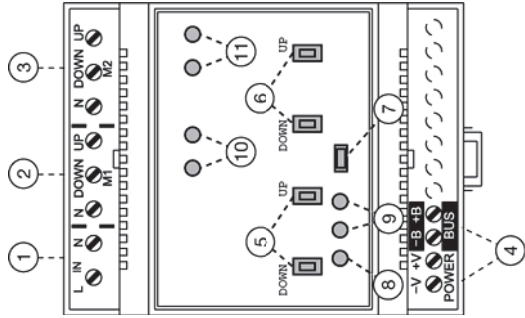 1 2 3
L IN N N DOWN UP N DOWN UP
M1 M2
10 11
5 6
DOWN UP DOWN UP
7
8 9
–V +V –B +B
POWER BUS
4